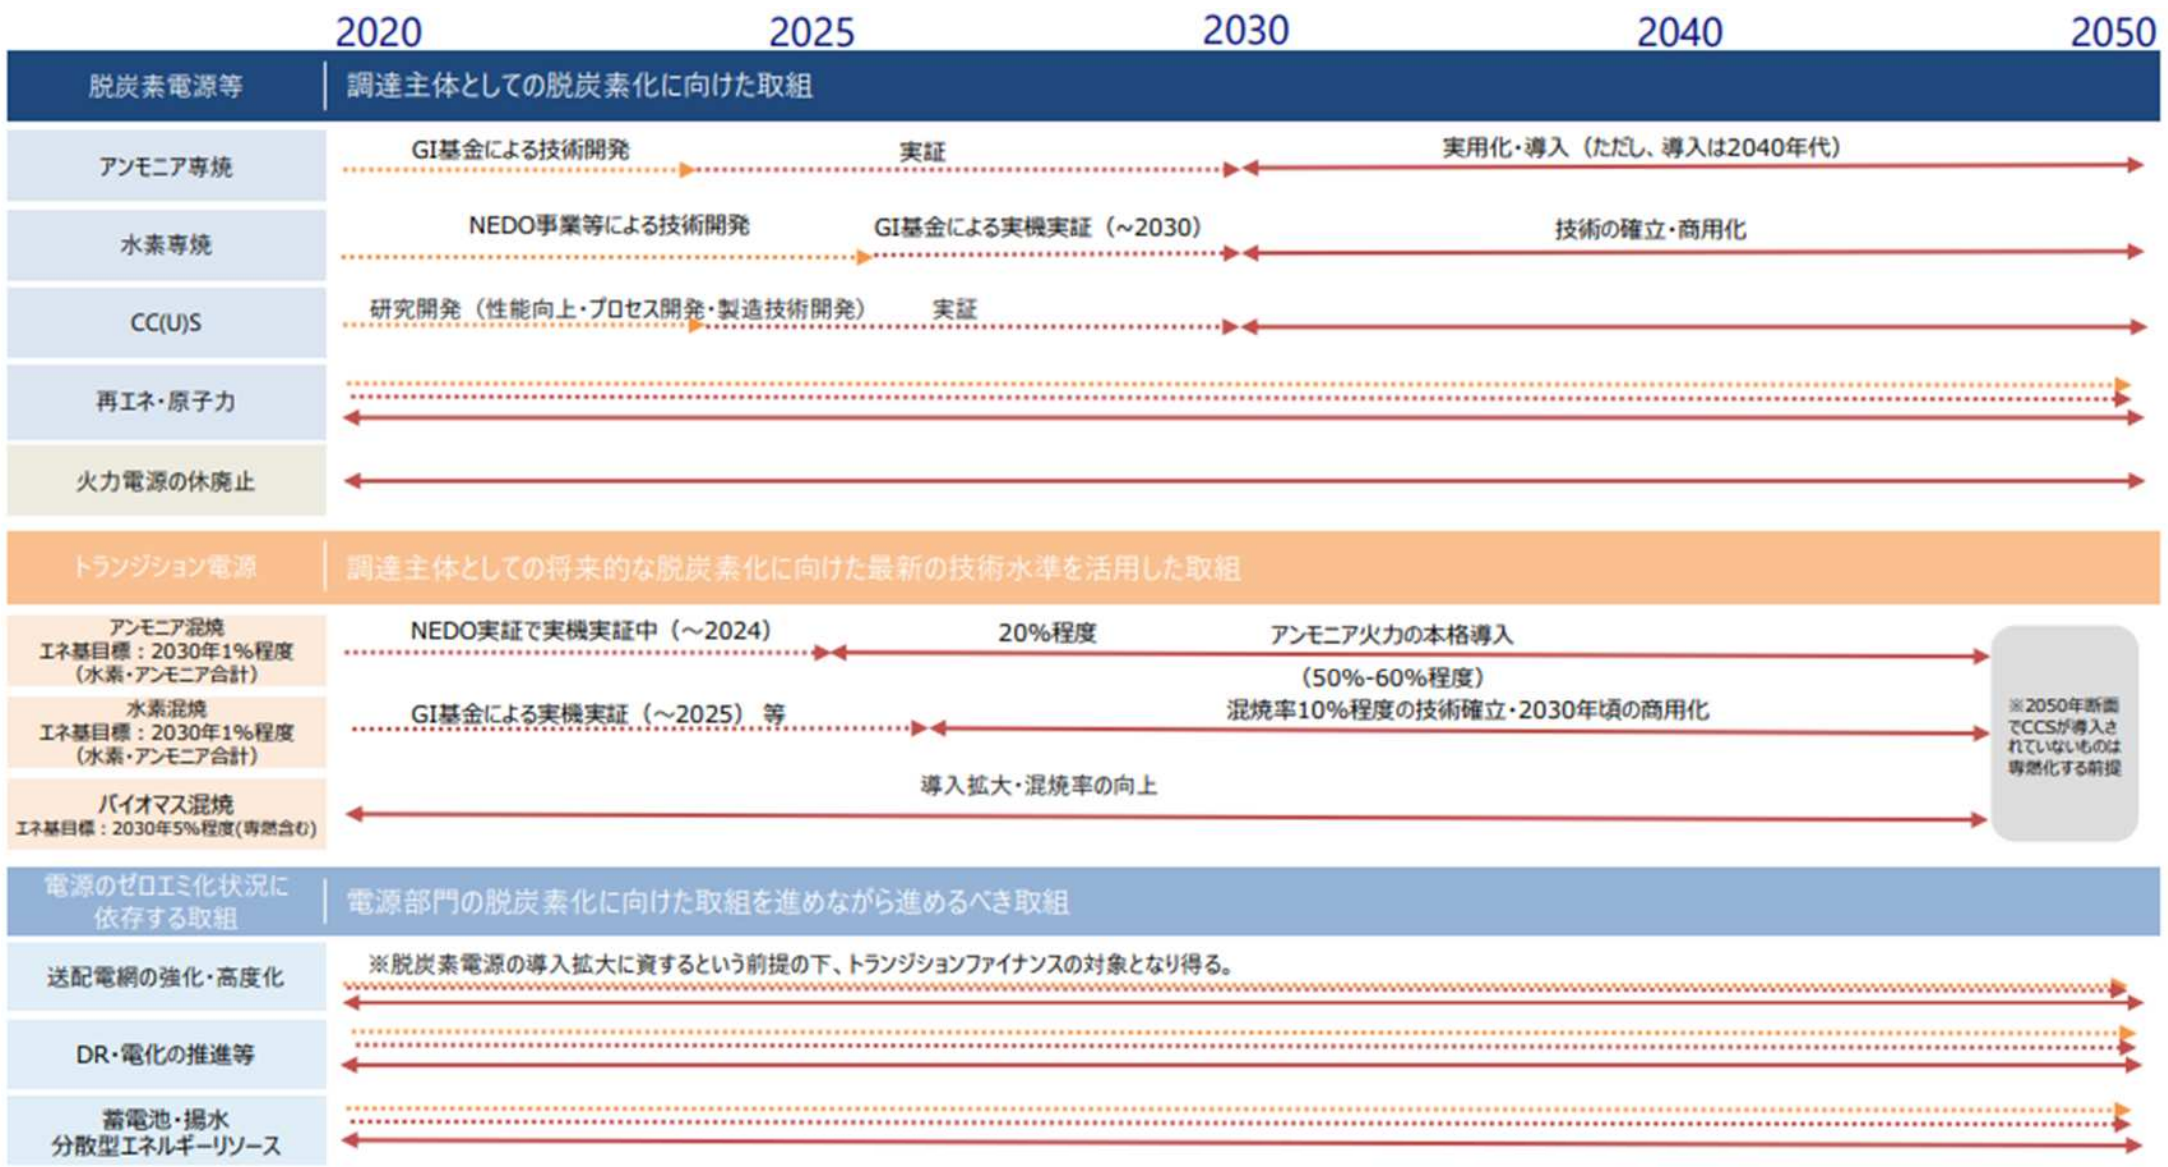 2020 2025 2030 2040 2050
脱炭素電源等 調達主体としての脱炭素化に向けた取組
アンモニア専焼
GI基金による技術開発 実証 実用化・導入（ただし、導入は2040年代）
水素専焼
NEDO事業等による技術開発 GI基金による実機実証（~2030） 技術の確立・商用化
CC(U)S
研究開発（性能向上・プロセス開発・製造技術開発） 実証
再エネ・原子力
火力電源の休廃止
トランジション電源 調達主体としての将来的な脱炭素化に向けた最新の技術水準を活用した取組
アンモニア混焼
エネ基目標：2030年1%程度
（水素・アンモニア合計）
NEDO実証で実機実証中（～2024） 20%程度 アンモニア火力の本格導入
（50%-60%程度）
水素混焼
エネ基目標：2030年1%程度
（水素・アンモニア合計）
GI基金による実機実証（～2025） 等 混焼率10%程度の技術確立・2030年頃の商用化
バイオマス混焼
エネ基目標：2030年5%程度(専燃含む)
導入拡大・混焼率の向上
※2050年断面
でCCSが導入さ
れていないものは
専燃化する前提
電源のゼロエミ化状況に
依存する取組
電源部門の脱炭素化に向けた取組を進めながら進めるべき取組
送配電網の強化・高度化
※脱炭素電源の導入拡大に資するという前提の下、トランジションファイナンスの対象となり得る。
DR・電化の推進等
蓄電池・揚水
分散型エネルギーリソース